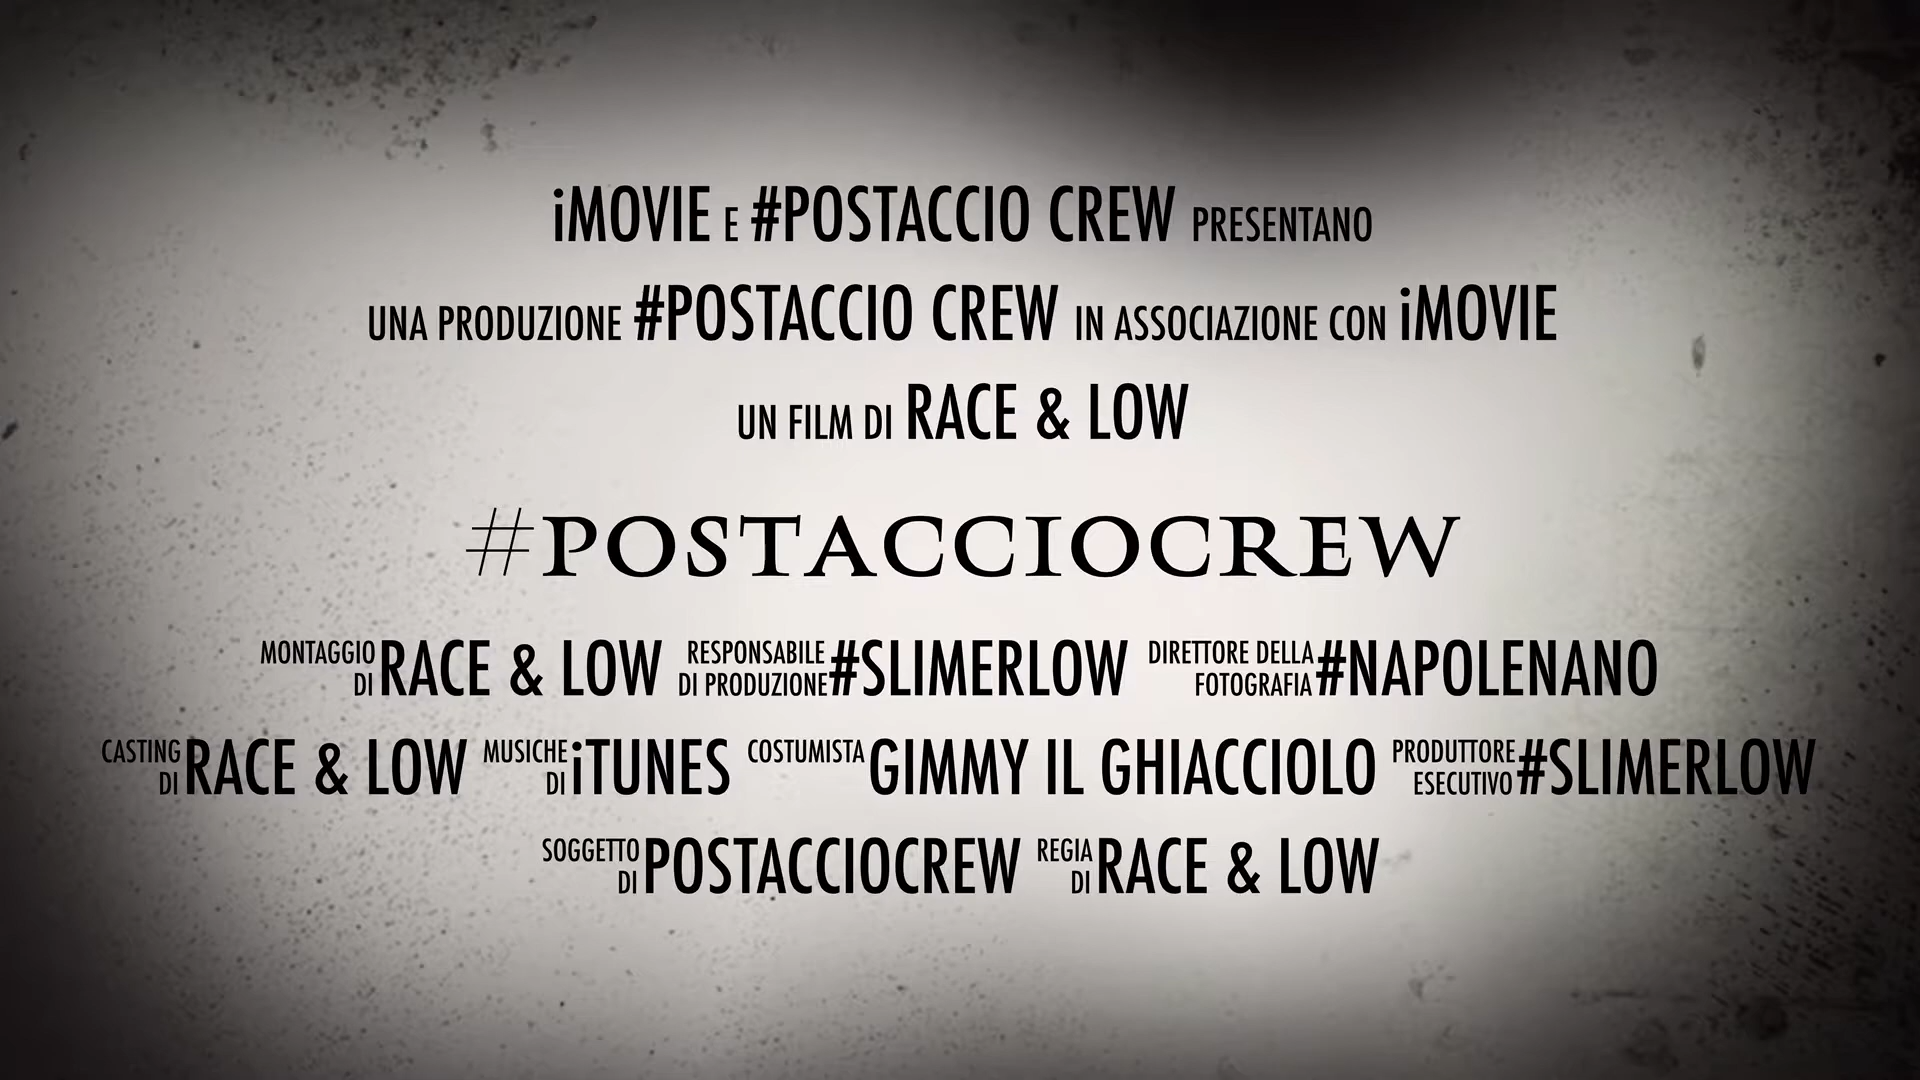 iMOVIE E #POSTACCIO CREW PRESENTANO
UNA PRODUZIONE #POSTACCIO CREW IN ASSOCIAZIONE CON iMOVIE
UN FILM DI RACE & LOW
#POSTACCIOCREW
MONTAGGIO DI RACE & LOW RESPONSABILE DI PRODUZIONE #SLIMERLOW DIRETTORE DELLA FOTOGRAFIA #NAPOLENANO
CASTING DI RACE & LOW MUSICHE DI iTUNES COSTUMISTA GIMMY IL GHIACCIOLO PRODUTTORE ESECUTIVO #SLIMERLOW
SOGGETTO DI POSTACCIOCREW REGIA DI RACE & LOW